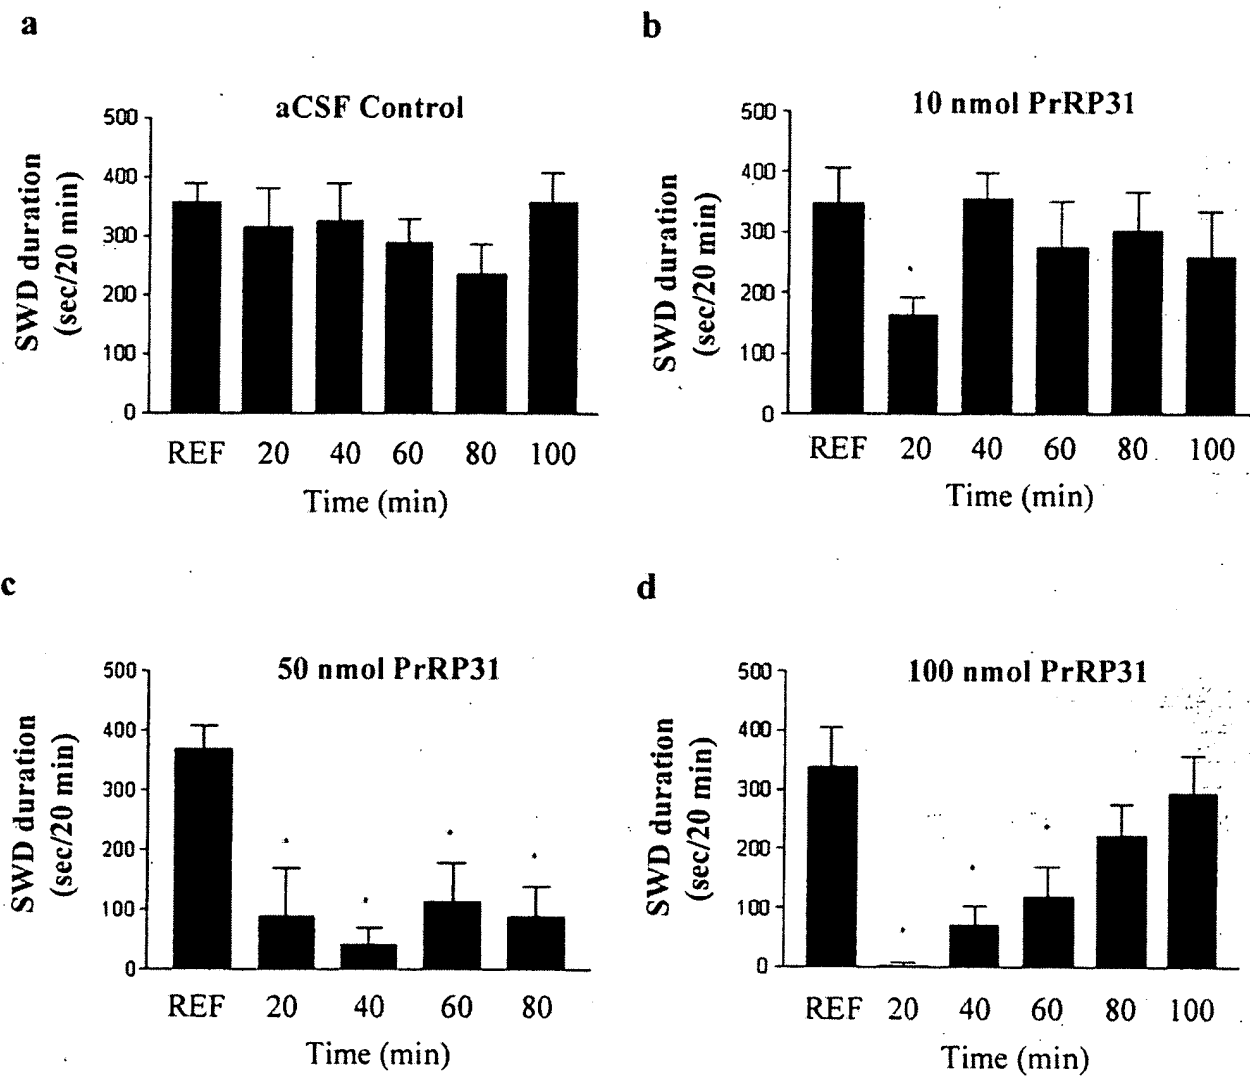 a
aCSF Control
SWD duration
(sec/20 min)
500
400
300
200
100
0
REF 20 40 60 80 100
Time (min)
b
10 nmol PrRP31
SWD duration
(sec/20 min)
500
400
300
200
100
0
REF 20 40 60 80 100
Time (min)
c
50 nmol PrRP31
SWD duration
(sec/20 min)
500
400
300
200
100
0
REF 20 40 60 80
Time (min)
d
100 nmol PrRP31
SWD duration
(sec/20 min)
500
400
300
200
100
0
REF 20 40 60 80 100
Time (min)